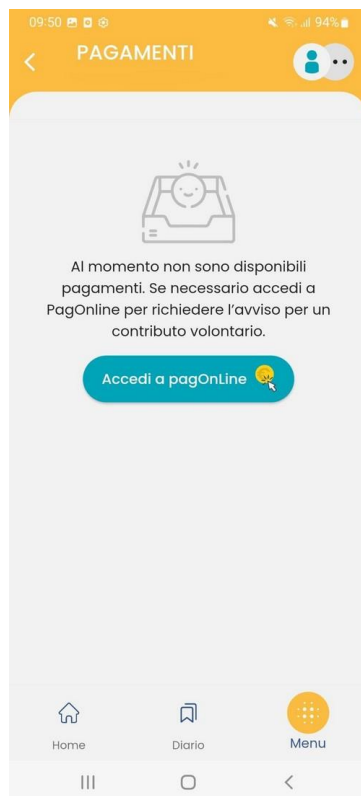 09:50 94%
PAGAMENTI
Al momento non sono disponibili
pagamenti. Se necessario accedi a
PagOnline per richiedere l'avviso per un
contributo volontario.
Accedi a pagOnLine
Home Diario Menu